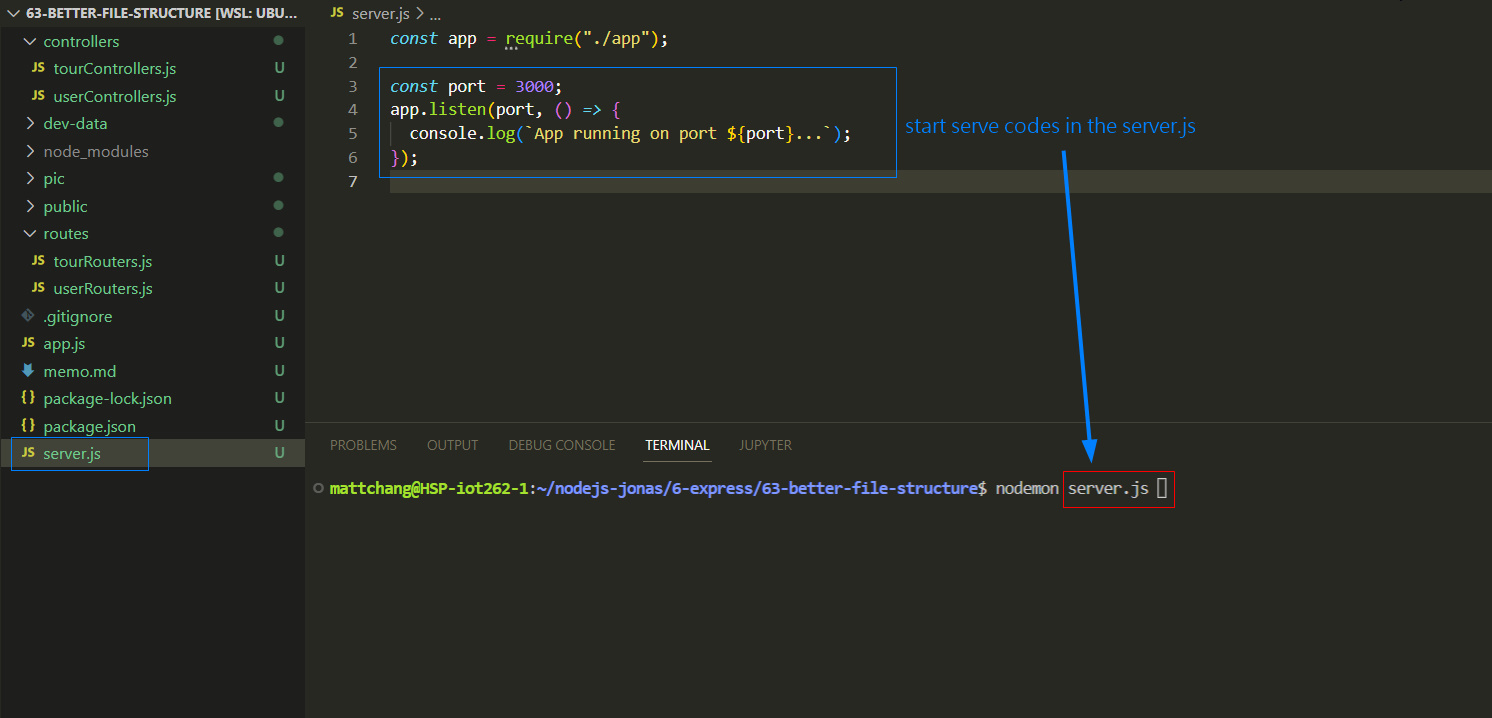 63-BETTER-FILE-STRUCTURE [WSL: UBU...
controllers
JS tourControllers.js U
JS userControllers.js U
dev-data
node_modules
pic
public
routes
JS tourRouters.js U
JS userRouters.js U
.gitignore U
JS app.js U
memo.md U
{} package-lock.json U
{} package.json U
JS server.js U
JS server.js > ...
1 const app = require("./app");
2
3 const port = 3000;
4 app.listen(port, () => {
5 console.log(`App running on port ${port}...`);
6 });
7
start serve codes in the server.js
PROBLEMS OUTPUT DEBUG CONSOLE TERMINAL JUPYTER
mattchang@HSP-iot262-1:~/nodejs-jonas/6-express/63-better-file-structure$ nodemon server.js